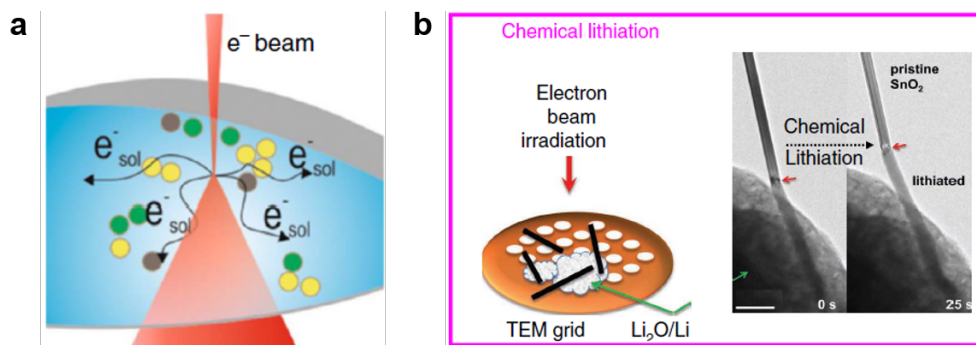 a
e⁻ beam
e⁻sol
e⁻sol
e⁻sol
e⁻sol
b
Chemical lithiation
Electron
beam
irradiation
TEM grid
Li₂O/Li
pristine
SnO₂
Chemical
Lithiation
lithiated
0 s
25 s